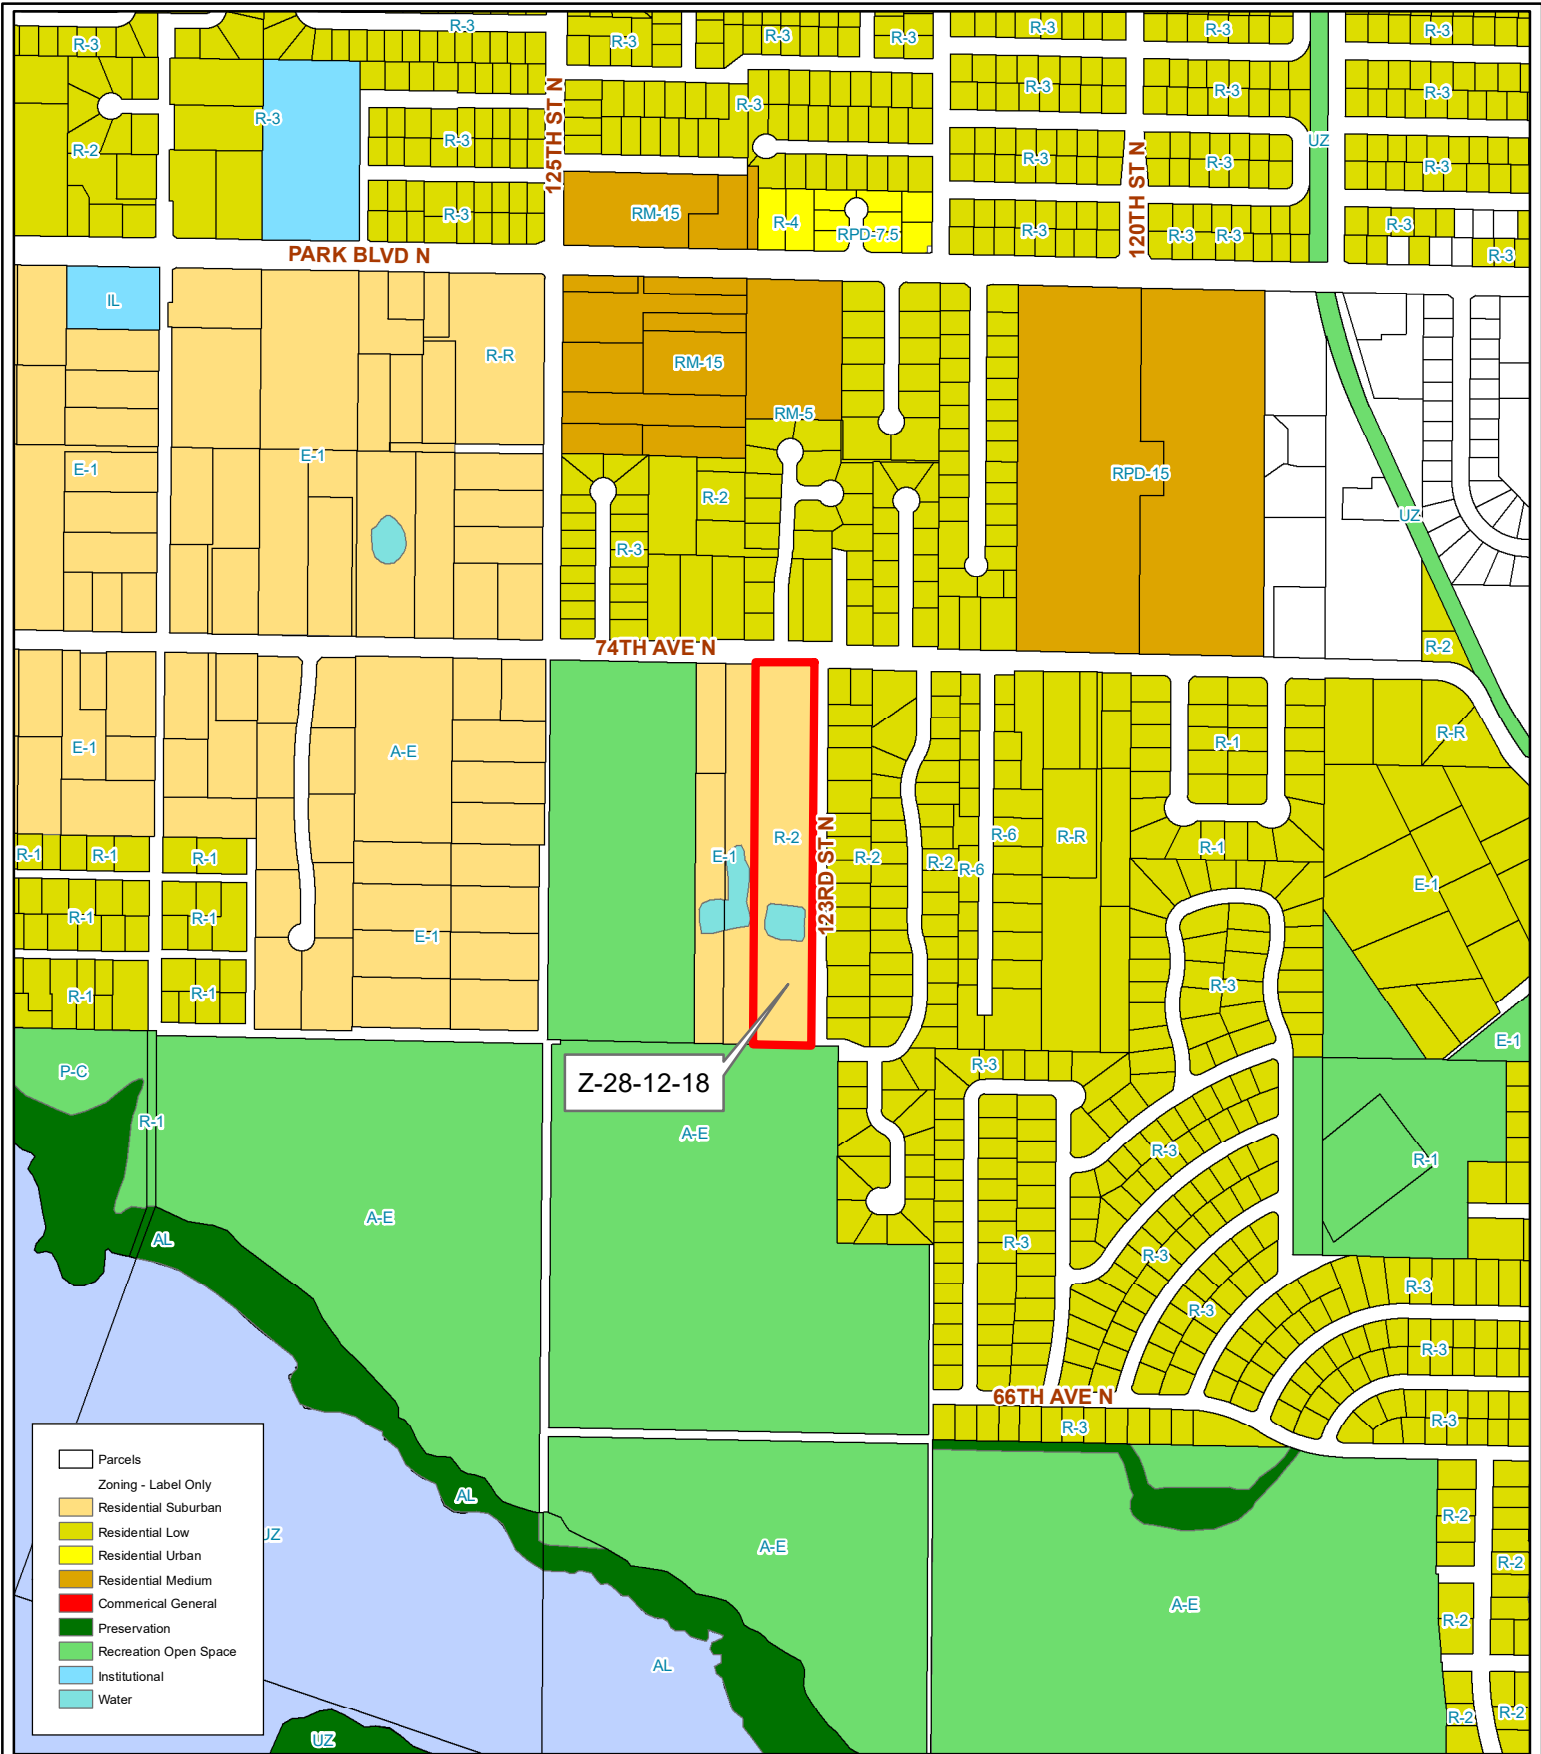 R-3
R-3
R-3
R-3
R-3
R-3
R-3
R-3
R-3
R-3
R-3
R-3
R-3
R-2
R-3
UZ
R-3
R-3
R-3
R-3
RM-15
R-4
RPD-7.5
R-3
R-3
R-3
R-3
R-3
125TH ST N
120TH ST N
PARK BLVD N
IL
R-R
RM-15
RM-5
E-1
E-1
R-2
RPD-15
UZ
R-3
74TH AVE N
R-2
E-1
A-E
R-1
R-R
R-2
R-6
R-R
R-1
R-1
R-1
R-1
E-1
R-2
R-2
R-6
E-1
123RD ST N
R-1
R-1
E-1
R-1
R-1
R-3
E-1
P-C
R-3
Z-28-12-18
R-1
A-E
R-3
R-1
A-E
AL
R-3
R-3
R-3
R-3
R-3
66TH AVE N
R-3
R-3
AL
UZ
A-E
A-E
R-2
R-2
R-2
AL
R-2
R-2
UZ
Parcels
Zoning - Label Only
Residential Suburban
Residential Low
Residential Urban
Residential Medium
Commerical General
Preservation
Recreation Open Space
Institutional
Water